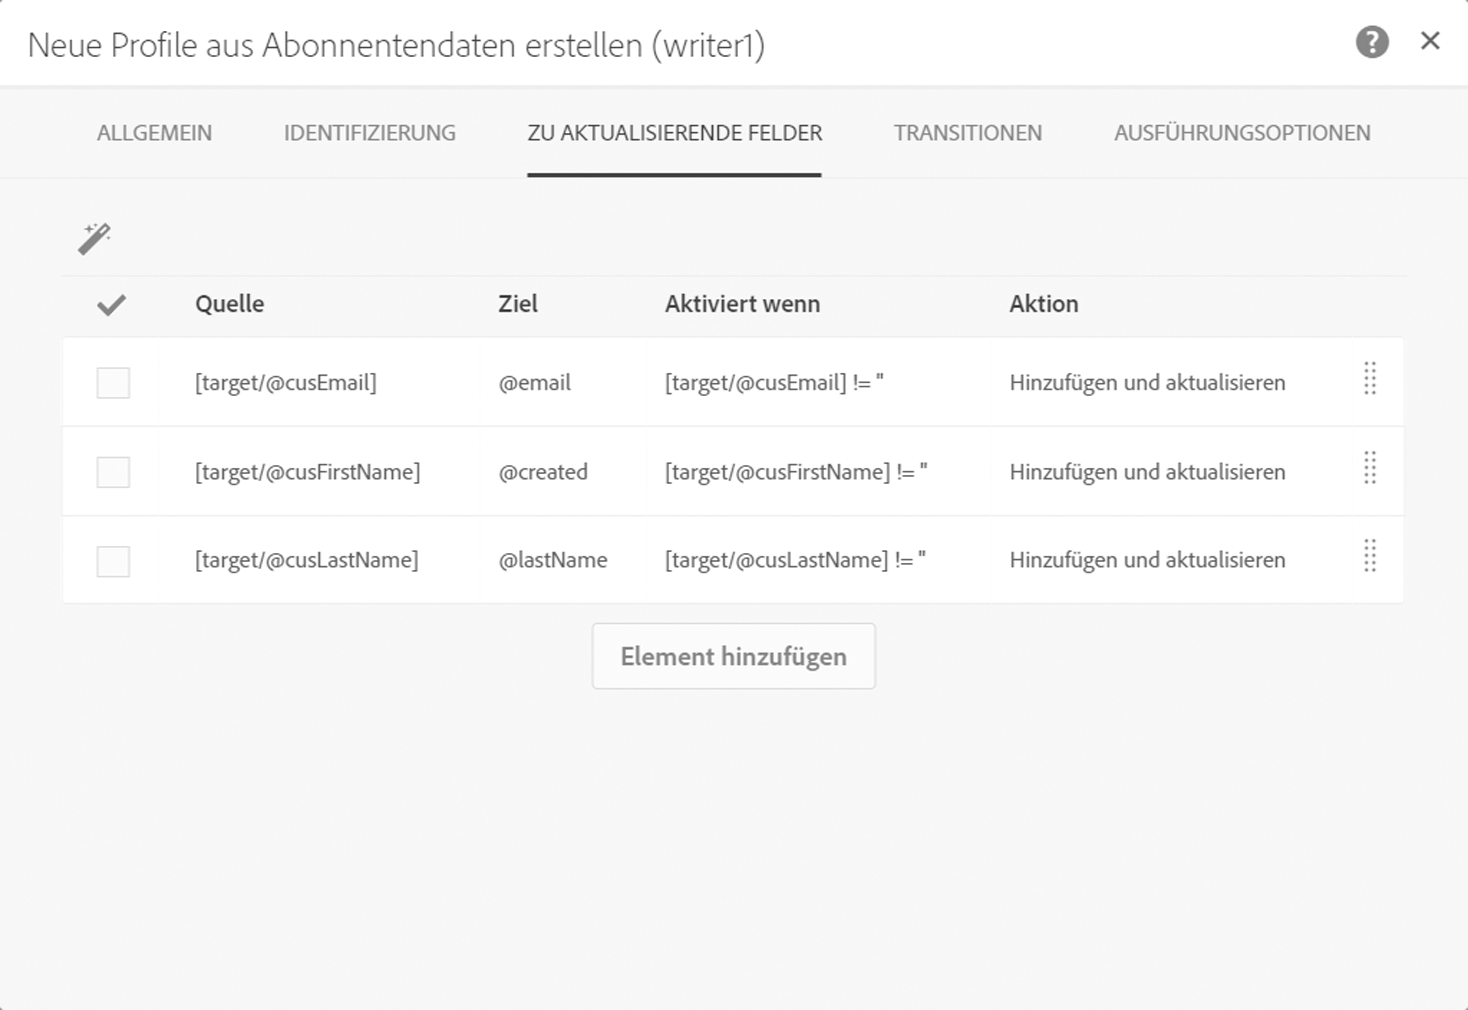 Neue Profile aus Abonnentendaten erstellen (writer1)
ALLGEMEIN IDENTIFIZIERUNG ZU AKTUALISIERENDE FELDER TRANSITIONEN AUSFÜHRUNGSOPTIONEN
Quelle Ziel Aktiviert wenn Aktion
[target/@cusEmail] @email [target/@cusEmail] != '' Hinzufügen und aktualisieren
[target/@cusFirstName] @created [target/@cusFirstName] != '' Hinzufügen und aktualisieren
[target/@cusLastName] @lastName [target/@cusLastName] != '' Hinzufügen und aktualisieren
Element hinzufügen